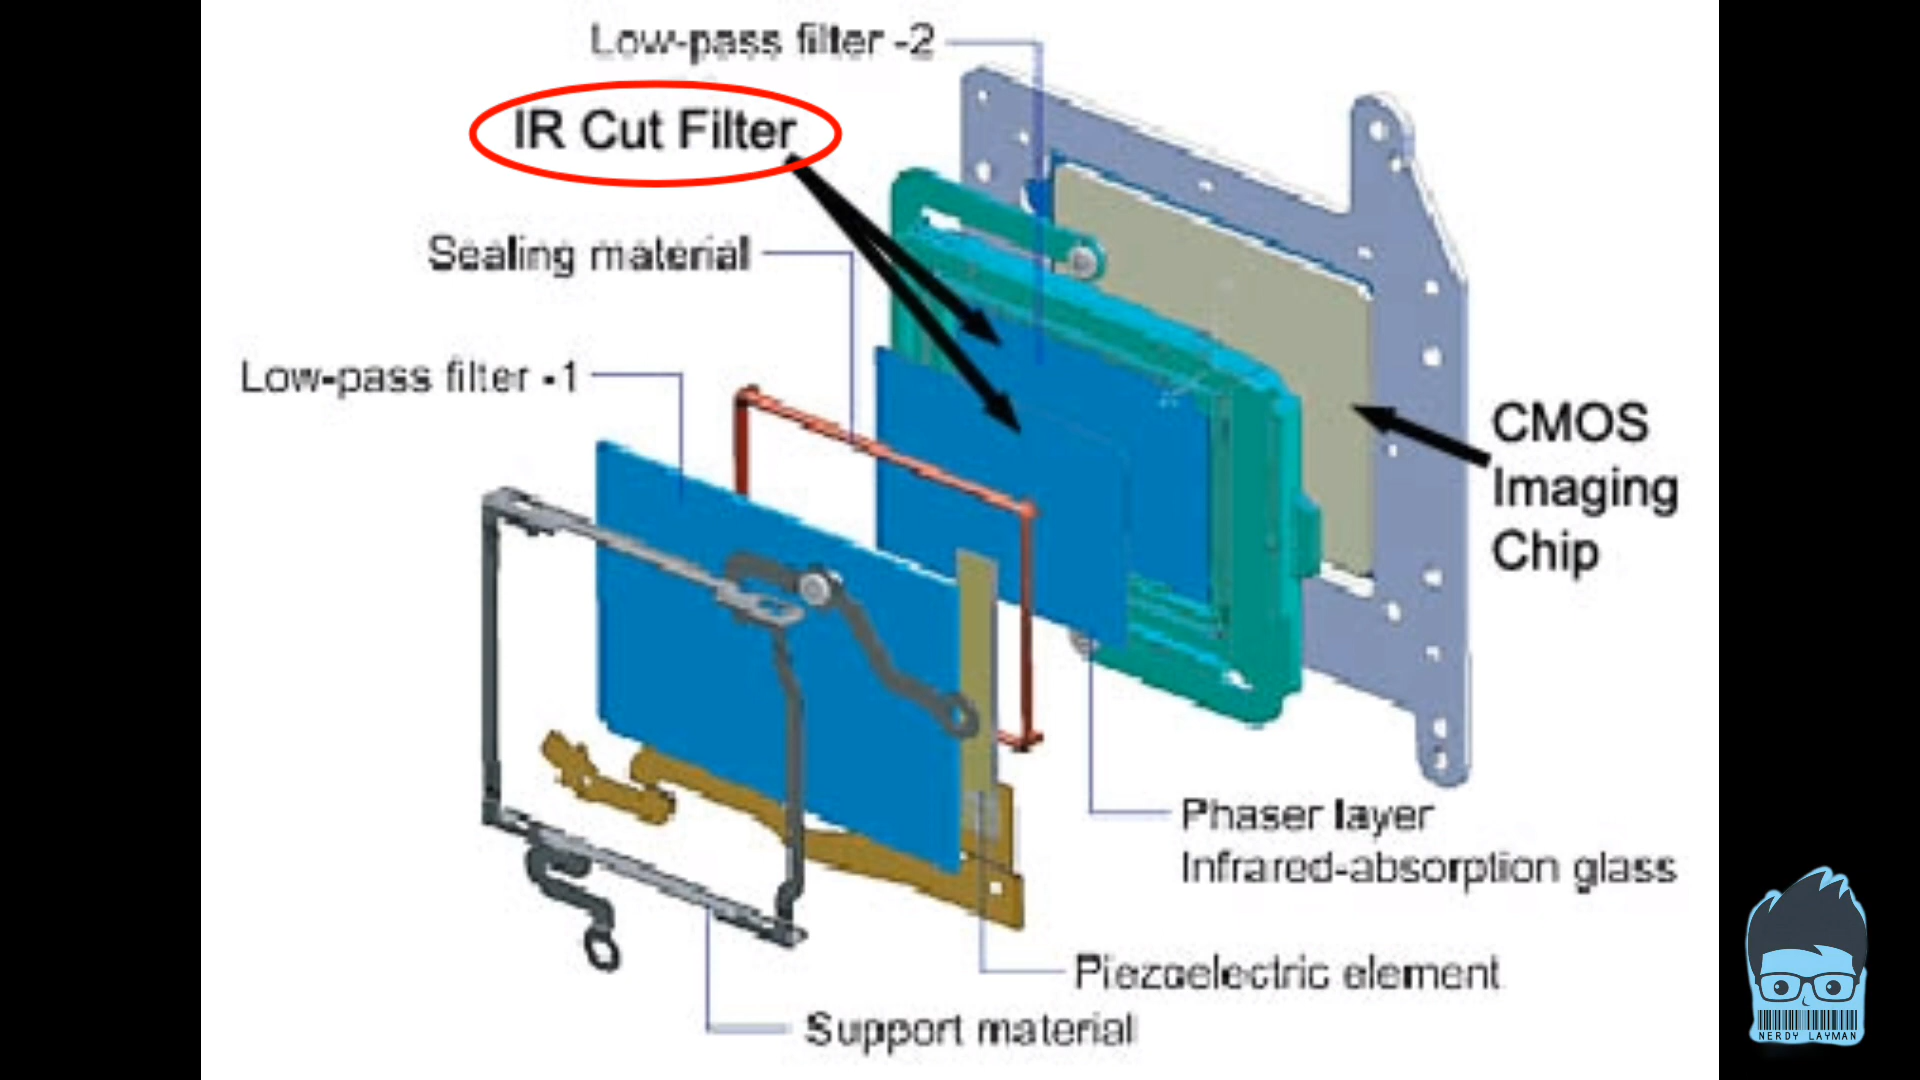 Low-pass filter -2
IR Cut Filter
Sealing material
Low-pass filter -1
CMOS
Imaging
Chip
Phaser layer
Infrared-absorption glass
Piezoelectric element
Support material
NERDY LAYMAN